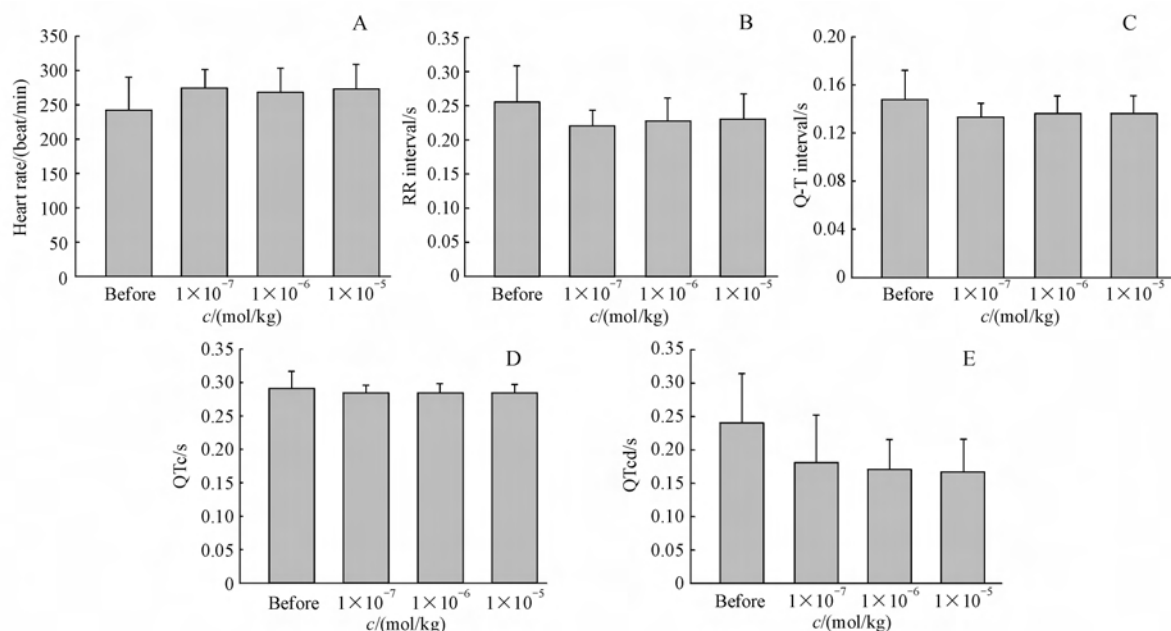 A
350
300
250
200
150
100
50
0
Heart rate/(beat/min)
Before 1×10⁻⁷ 1×10⁻⁶ 1×10⁻⁵
c/(mol/kg)
B
0.35
0.30
0.25
0.20
0.15
0.10
0.05
0
RR interval/s
Before 1×10⁻⁷ 1×10⁻⁶ 1×10⁻⁵
c/(mol/kg)
C
0.20
0.16
0.12
0.08
0.04
0
Q-T interval/s
Before 1×10⁻⁷ 1×10⁻⁶ 1×10⁻⁵
c/(mol/kg)
D
0.35
0.30
0.25
0.20
0.15
0.10
0.05
0
QTc/s
Before 1×10⁻⁷ 1×10⁻⁶ 1×10⁻⁵
c/(mol/kg)
E
0.35
0.30
0.25
0.20
0.15
0.10
0.05
0
QTcd/s
Before 1×10⁻⁷ 1×10⁻⁶ 1×10⁻⁵
c/(mol/kg)